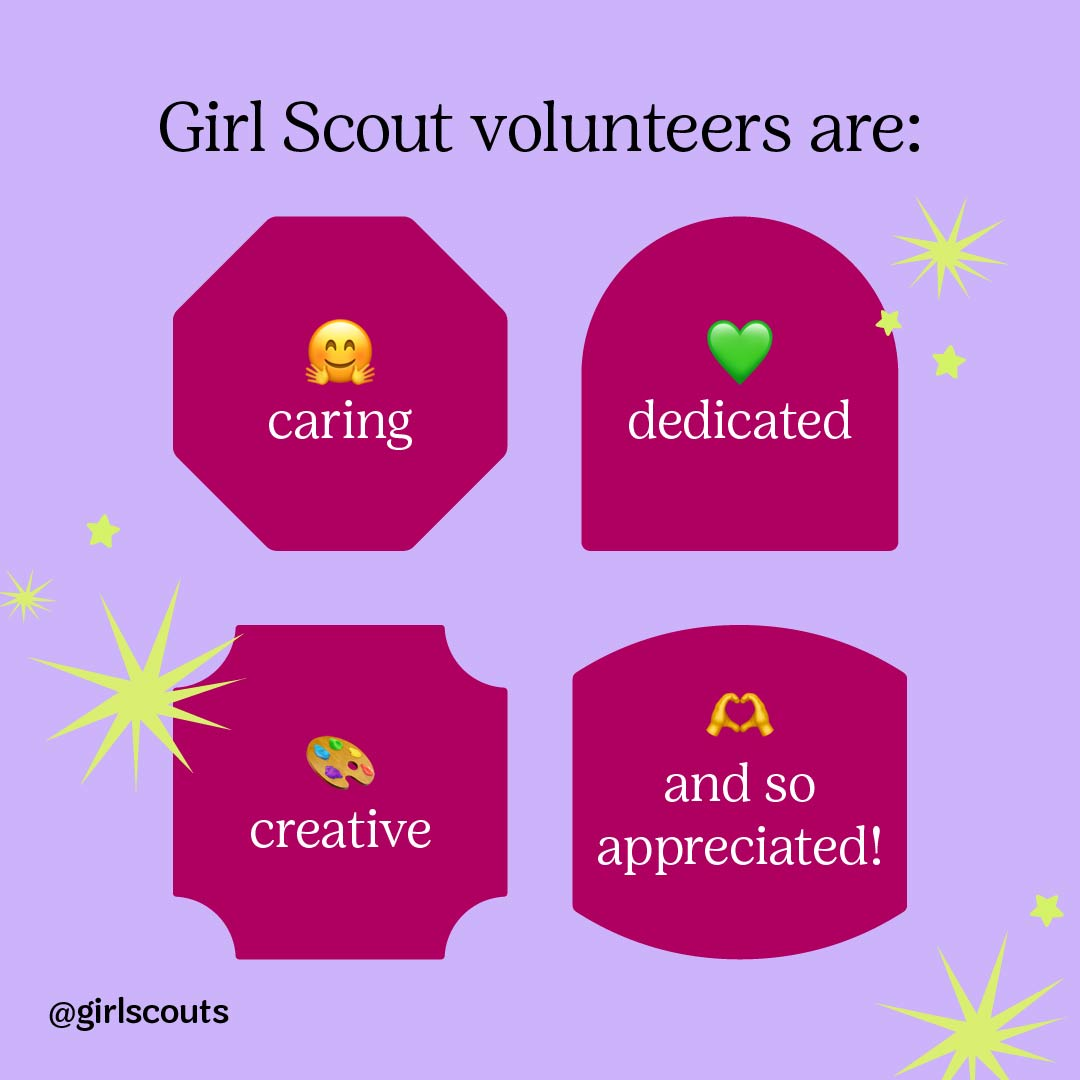 Girl Scout volunteers are:
🤗
caring
💚
dedicated
🎨
creative
🫶
and so
appreciated!
@girlscouts